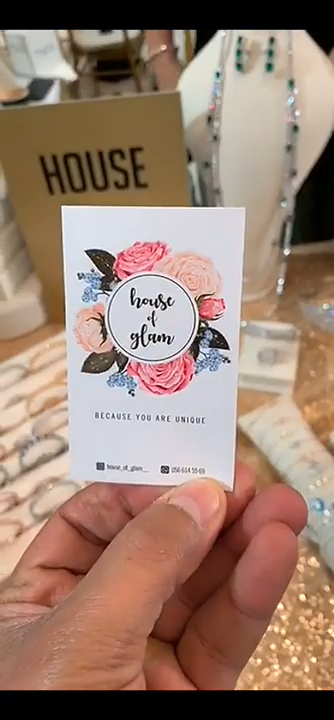 HOUSE
house
of
glam
BECAUSE YOU ARE UNIQUE
house_of_glam__ 056 614 55 69